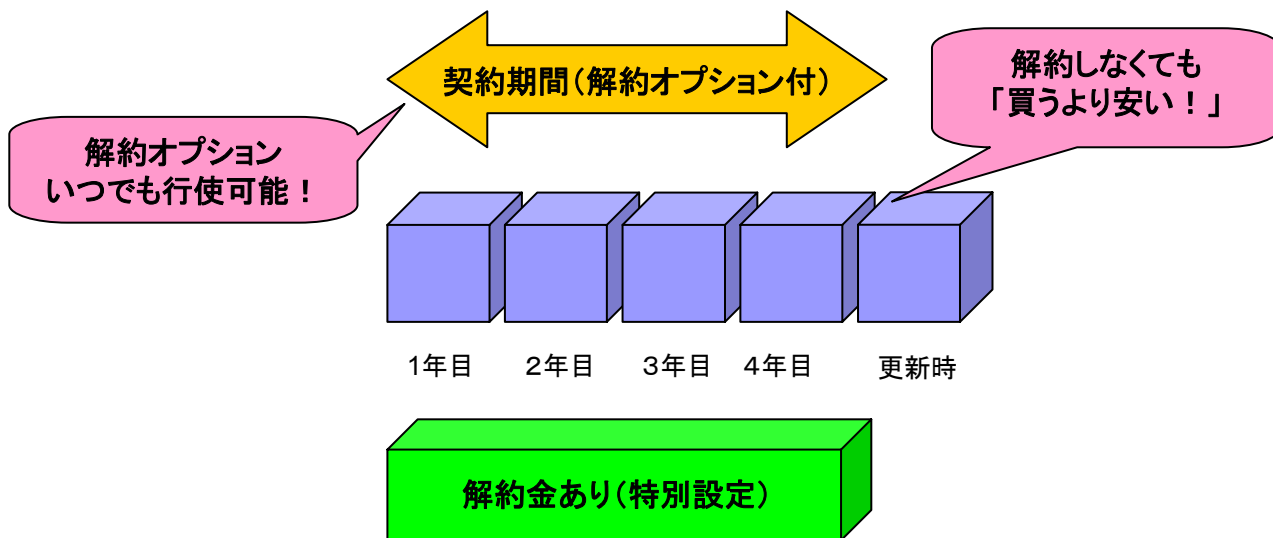 契約期間(解約オプション付)
解約しなくても
「買うより安い!」
解約オプション
いつでも行使可能!
1年目
2年目
3年目
4年目
更新時
解約金あり(特別設定)